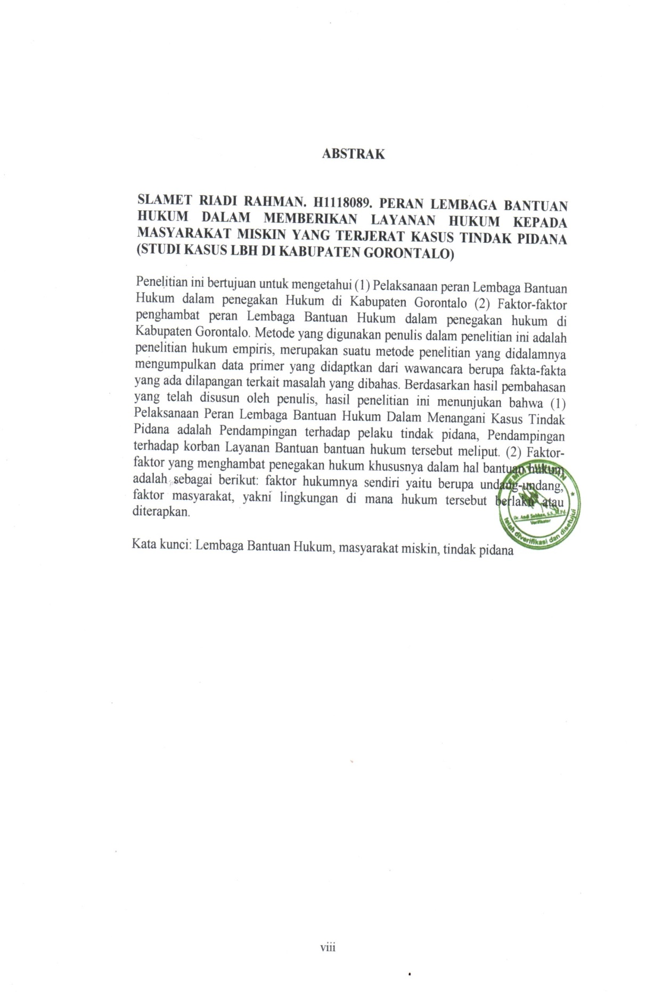 ABSTRAK
SLAMET RIADI RAHMAN. H1118089. PERAN LEMBAGA BANTUAN
HUKUM DALAM MEMBERIKAN LAYANAN HUKUM KEPADA
MASYARAKAT MISKIN YANG TERJERAT KASUS TINDAK PIDANA
(STUDI KASUS LBH DI KABUPATEN GORONTALO)
Penelitian ini bertujuan untuk mengetahui (1) Pelaksanaan peran Lembaga Bantuan
Hukum dalam penegakan Hukum di Kabupaten Gorontalo (2) Faktor-faktor
penghambat peran Lembaga Bantuan Hukum dalam penegakan hukum di
Kabupaten Gorontalo. Metode yang digunakan penulis dalam penelitian ini adalah
penelitian hukum empiris, merupakan suatu metode penelitian yang didalamnya
mengumpulkan data primer yang didaptkan dari wawancara berupa fakta-fakta
yang ada dilapangan terkait masalah yang dibahas. Berdasarkan hasil pembahasan
yang telah disusun oleh penulis, hasil penelitian ini menunjukan bahwa (1)
Pelaksanaan Peran Lembaga Bantuan Hukum Dalam Menangani Kasus Tindak
Pidana adalah Pendampingan terhadap pelaku tindak pidana, Pendampingan
terhadap korban Layanan Bantuan bantuan hukum tersebut meliput. (2) Faktor-
faktor yang menghambat penegakan hukum khususnya dalam hal bantuan hukum
adalah sebagai berikut: faktor hukumnya sendiri yaitu berupa undang-undang,
faktor masyarakat, yakni lingkungan di mana hukum tersebut berlaku atau
diterapkan.
Dr. Andi Sobhan, S.S., M.Pd.
Verifikator
telah diverifikasi dan disetujui
Kata kunci: Lembaga Bantuan Hukum, masyarakat miskin, tindak pidana
viii